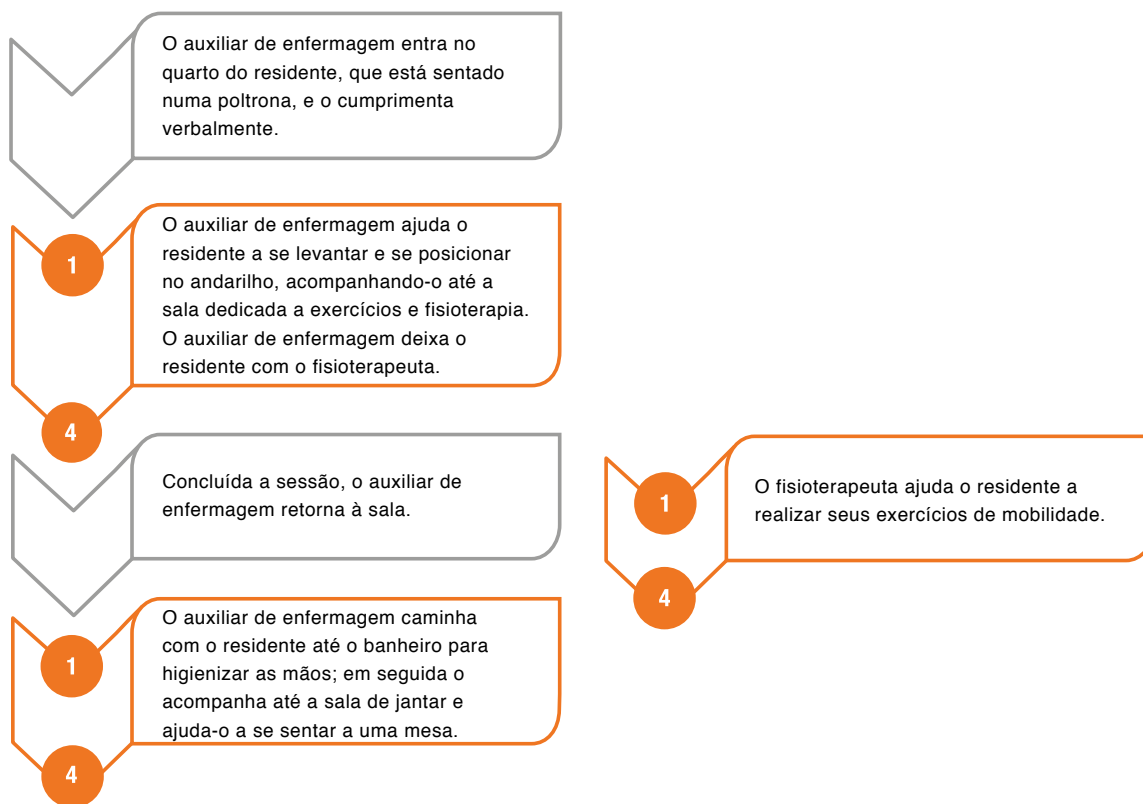 O auxiliar de enfermagem entra no
quarto do residente, que está sentado
numa poltrona, e o cumprimenta
verbalmente.
1
O auxiliar de enfermagem ajuda o
residente a se levantar e se posicionar
no andarilho, acompanhando-o até a
sala dedicada a exercícios e fisioterapia.
O auxiliar de enfermagem deixa o
residente com o fisioterapeuta.
4
Concluída a sessão, o auxiliar de
enfermagem retorna à sala.
1
O fisioterapeuta ajuda o residente a
realizar seus exercícios de mobilidade.
4
1
O auxiliar de enfermagem caminha
com o residente até o banheiro para
higienizar as mãos; em seguida o
acompanha até a sala de jantar e
ajuda-o a se sentar a uma mesa.
4